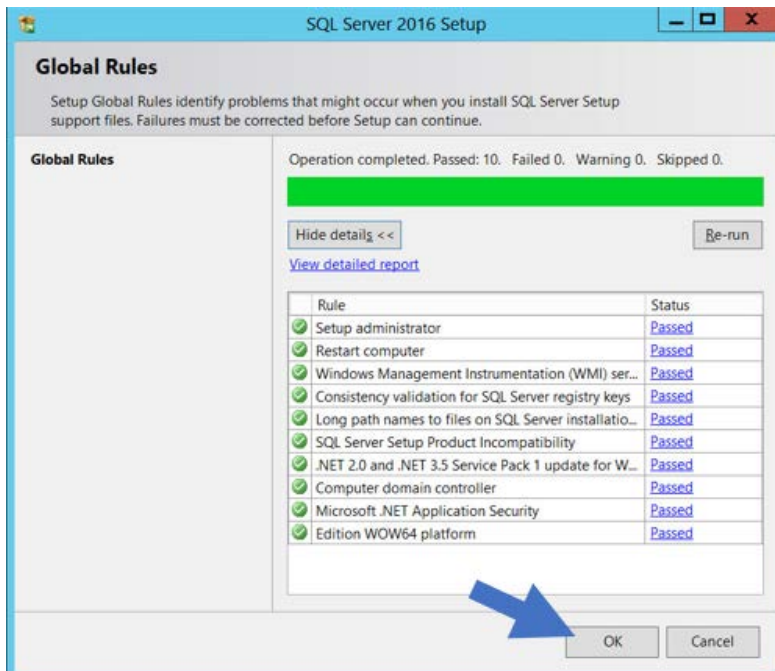 SQL Server 2016 Setup
Global Rules
Setup Global Rules identify problems that might occur when you install SQL Server Setup
support files. Failures must be corrected before Setup can continue.
Global Rules
Operation completed. Passed: 10.   Failed 0.   Warning 0.   Skipped 0.
Hide details <<
Re-run
View detailed report
Rule Status
Setup administrator Passed
Restart computer Passed
Windows Management Instrumentation (WMI) ser... Passed
Consistency validation for SQL Server registry keys Passed
Long path names to files on SQL Server installatio... Passed
SQL Server Setup Product Incompatibility Passed
.NET 2.0 and .NET 3.5 Service Pack 1 update for W... Passed
Computer domain controller Passed
Microsoft .NET Application Security Passed
Edition WOW64 platform Passed
OK Cancel